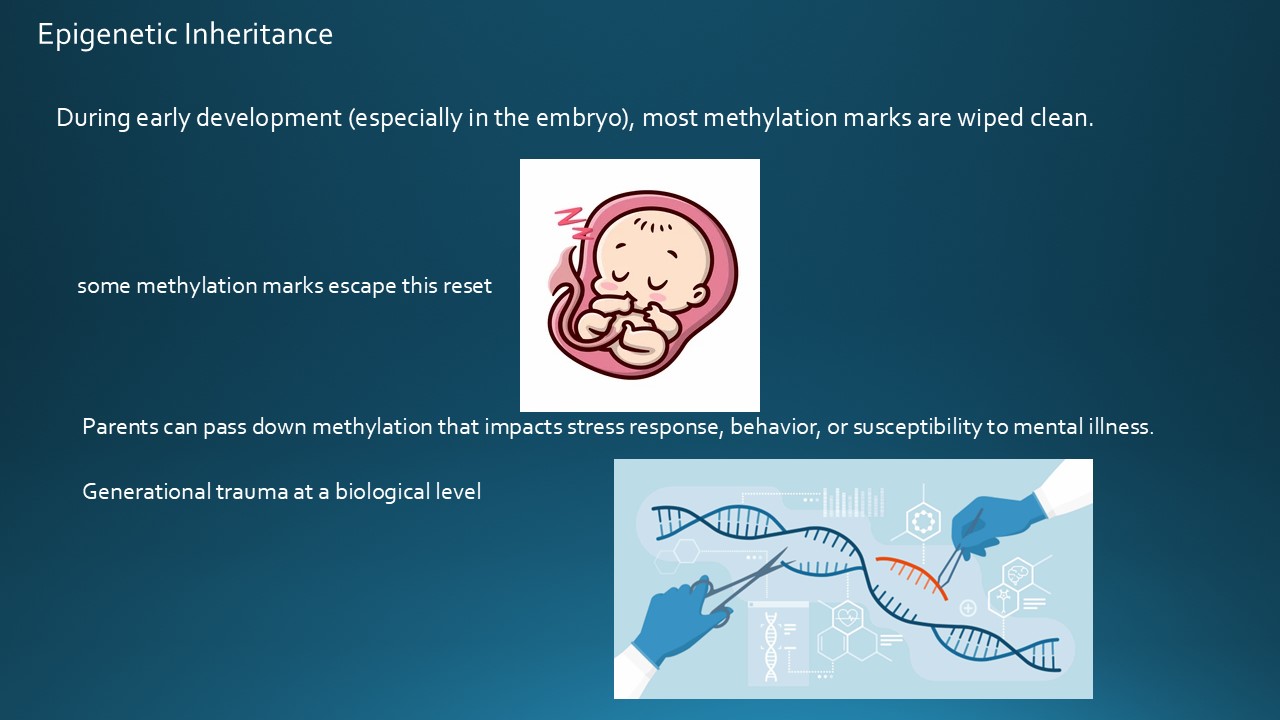 Epigenetic Inheritance
During early development (especially in the embryo), most methylation marks are wiped clean.
some methylation marks escape this reset
Parents can pass down methylation that impacts stress response, behavior, or susceptibility to mental illness.
Generational trauma at a biological level